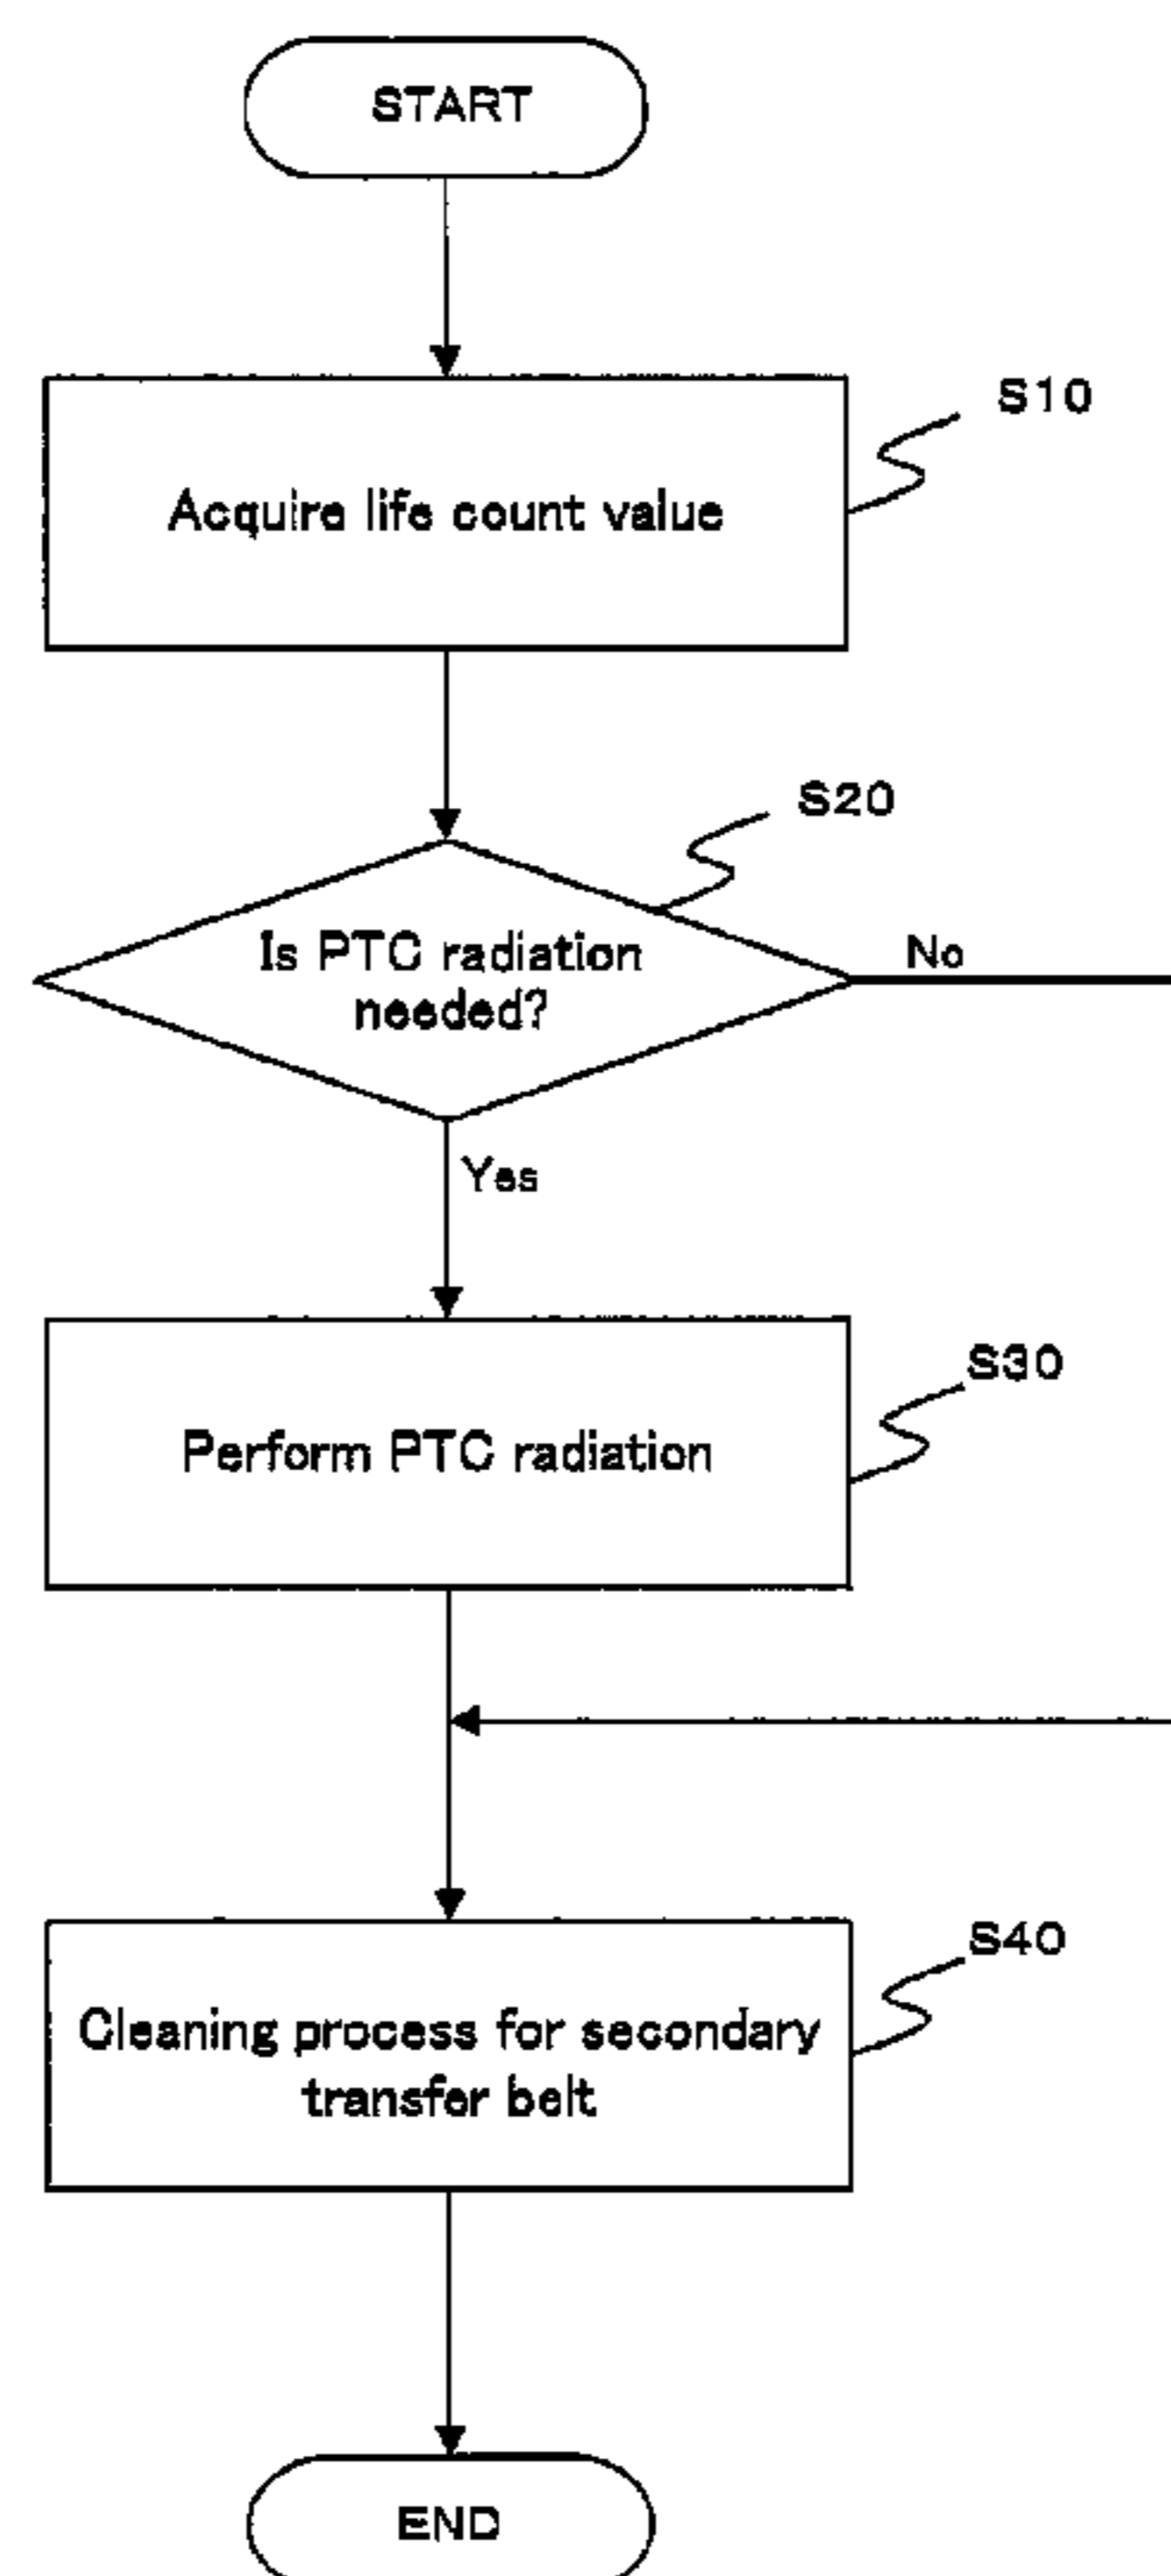 START
S10
Acquire life count value
S20
Is PTC radiation
needed?
No
Yes
S30
Perform PTC radiation
S40
Cleaning process for secondary
transfer belt
END